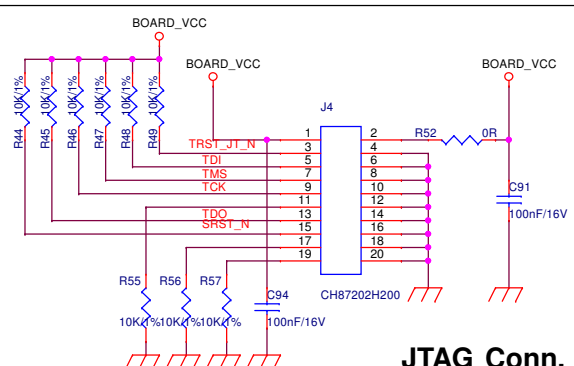 BOARD_VCC
BOARD_VCC
BOARD_VCC
R44 10K/1%
R45 10K/1%
R46 10K/1%
R47 10K/1%
R48 10K/1%
R49 10K/1%
J4
1 2
3 4
5 6
7 8
9 10
11 12
13 14
15 16
17 18
19 20
TRST_JT_N
TDI
TMS
TCK
TDO
SRST_N
R52 0R
C91
100nF/16V
R55 R56 R57
10K/1% 10K/1% 10K/1%
C94
100nF/16V
CH87202H200
JTAG Conn.